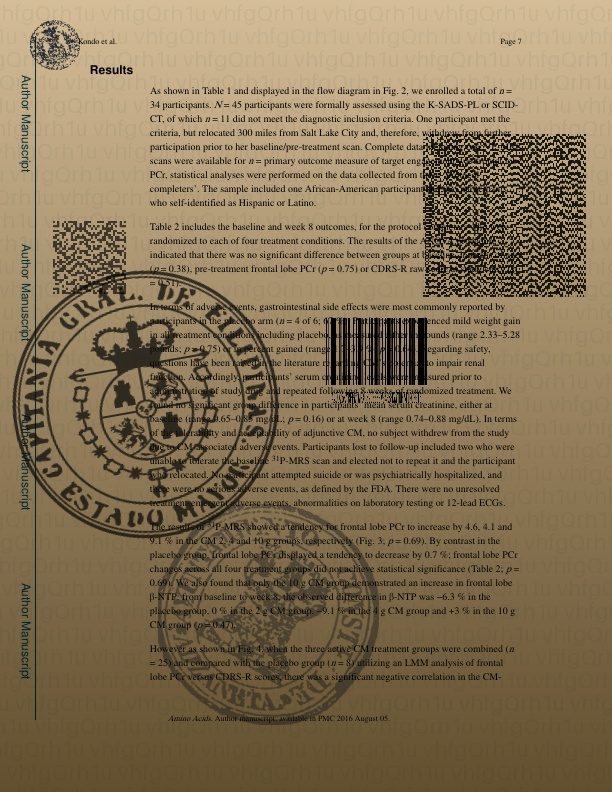 Kondo et al.
Page 7
Results
As shown in Table 1 and displayed in the flow diagram in Fig. 2, we enrolled a total of n =
34 participants. N = 45 participants were formally assessed using the K-SADS-PL or SCID-
CT, of which n = 11 did not meet the diagnostic inclusion criteria. One participant met the
criteria, but relocated 300 miles from Salt Lake City and, therefore, withdrew from further
participation prior to her baseline/pre-treatment scan. Complete data
scans were available for n = primary outcome measure of target
PCr, statistical analyses were performed on the data collected from
completers'. The sample included one African-American participant
who self-identified as Hispanic or Latino.
Table 2 includes the baseline and week 8 outcomes, for the protocol
randomized to each of four treatment conditions. The results of the
indicated that there was no significant difference between groups at
(p = 0.38), pre-treatment frontal lobe PCr (p = 0.75) or CDRS-R raw
= 0.51).
In terms of adverse events, gastrointestinal side effects were most commonly reported by
participants in the placebo arm (n = 4 of 6; mild weight gain
in all treatment conditions including placebo, (range 2.33–5.28
pounds; p = 0.75) or in percent gained (range Regarding safety,
questions have been raised in the literature to impair renal
function. Accordingly, participants' serum prior to
administration of study drug and repeated following 8 weeks of randomized treatment. We
found no significant group difference in participants' mean serum creatinine, either at
baseline (range 0.65–0.85 mg/dL; p = 0.16) or at week 8 (range 0.74–0.88 mg/dL). In terms
of the tolerability and acceptability of adjunctive CM, no subject withdrew from the study
due to CM-associated adverse events. Participants lost to follow-up included two who were
unable to tolerate the baseline 31P-MRS scan and elected not to repeat it and the participant
who relocated. No participant attempted suicide or was psychiatrically hospitalized, and
there were no serious adverse events, as defined by the FDA. There were no unresolved
treatment-emergent adverse events, abnormalities on laboratory testing or 12-lead ECGs.
The results of 31P-MRS showed a tendency for frontal lobe PCr to increase by 4.6, 4.1 and
9.1 % in the CM 2, 4 and 10 g groups, respectively (Fig. 3; p = 0.69). By contrast in the
placebo group, frontal lobe PCr displayed a tendency to decrease by 0.7 %; frontal lobe PCr
changes across all four treatment groups did not achieve statistical significance (Table 2; p =
0.69). We also found that only the 10 g CM group demonstrated an increase in frontal lobe
β-NTP: from baseline to week 8, the observed difference in β-NTP was −6.3 % in the
placebo group, 0 % in the 2 g CM group, −9.1 % in the 4 g CM group and +3 % in the 10 g
CM group (p = 0.47).
However as shown in Fig. 4, when the three active CM treatment groups were combined (n
= 25) and compared with the placebo group (n = 8) utilizing an LMM analysis of frontal
lobe PCr versus CDRS-R scores, there was a significant negative correlation in the CM-
Amino Acids. Author manuscript; available in PMC 2016 August 05.
Author Manuscript
Author Manuscript
Author Manuscript
Author Manuscript
CAPITANIA GRAL. DE
ESTADO